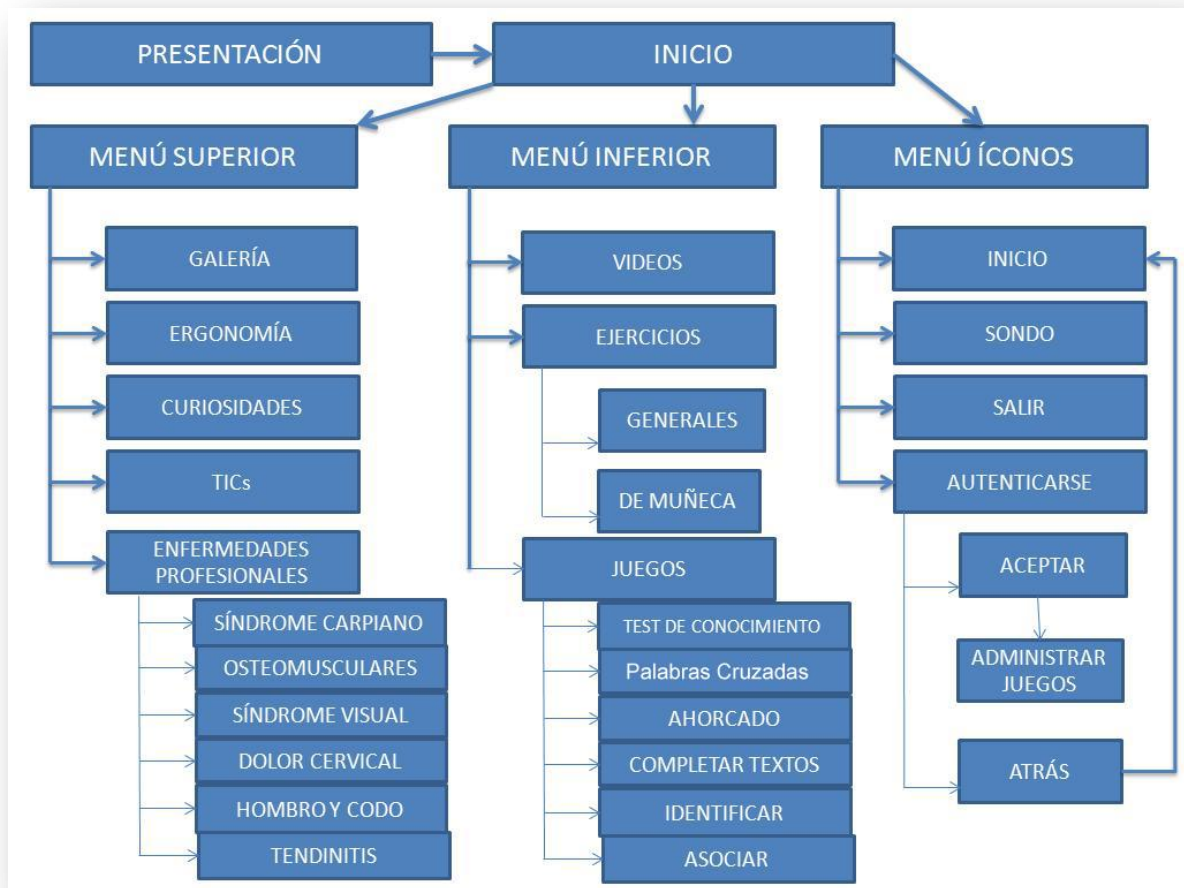 PRESENTACIÓN
INICIO
MENÚ SUPERIOR
GALERÍA
ERGONOMÍA
CURIOSIDADES
TICs
ENFERMEDADES
PROFESIONALES
SÍNDROME CARPIANO
OSTEOMUSCULARES
SÍNDROME VISUAL
DOLOR CERVICAL
HOMBRO Y CODO
TENDINITIS
MENÚ INFERIOR
VIDEOS
EJERCICIOS
GENERALES
DE MUÑECA
JUEGOS
TEST DE CONOCIMIENTO
Palabras Cruzadas
AHORCADO
COMPLETAR TEXTOS
IDENTIFICAR
ASOCIAR
MENÚ ÍCONOS
INICIO
SONDO
SALIR
AUTENTICARSE
ACEPTAR
ADMINISTRAR
JUEGOS
ATRÁS